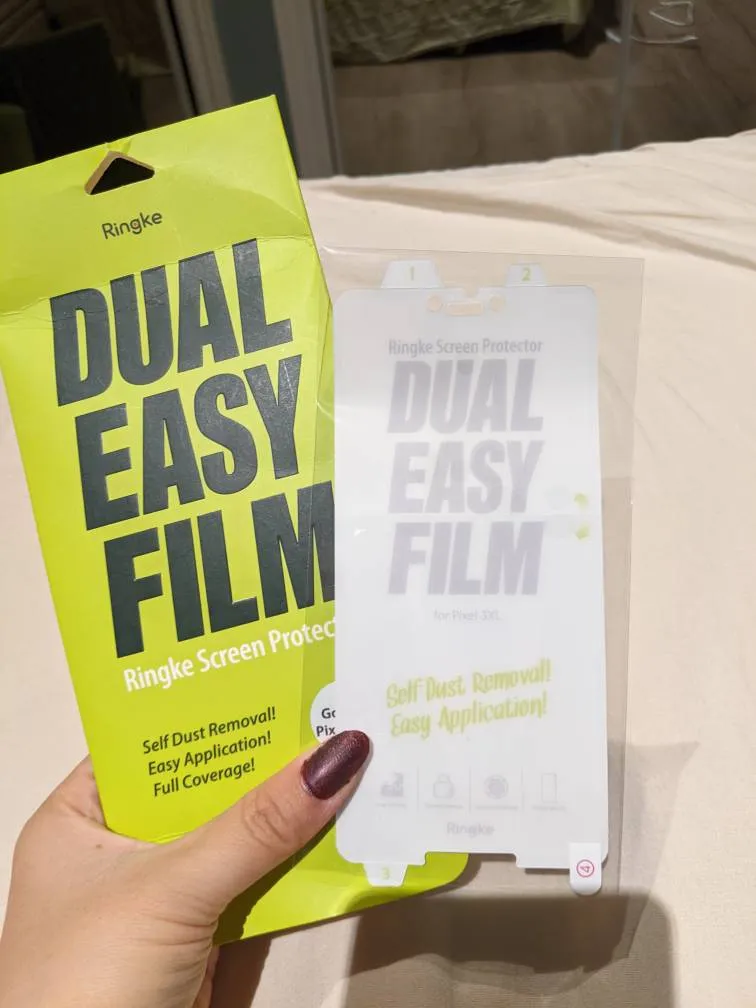 Ringke
DUAL
EASY
FILM
Ringke Screen Protec
Self Dust Removal!
Easy Application!
Full Coverage!
Go
Pix
1
2
Ringke Screen Protector
DUAL
EASY
FILM
for Pixel 3XL
Self Dust Removal!
Easy Application!
Ringke
3
4